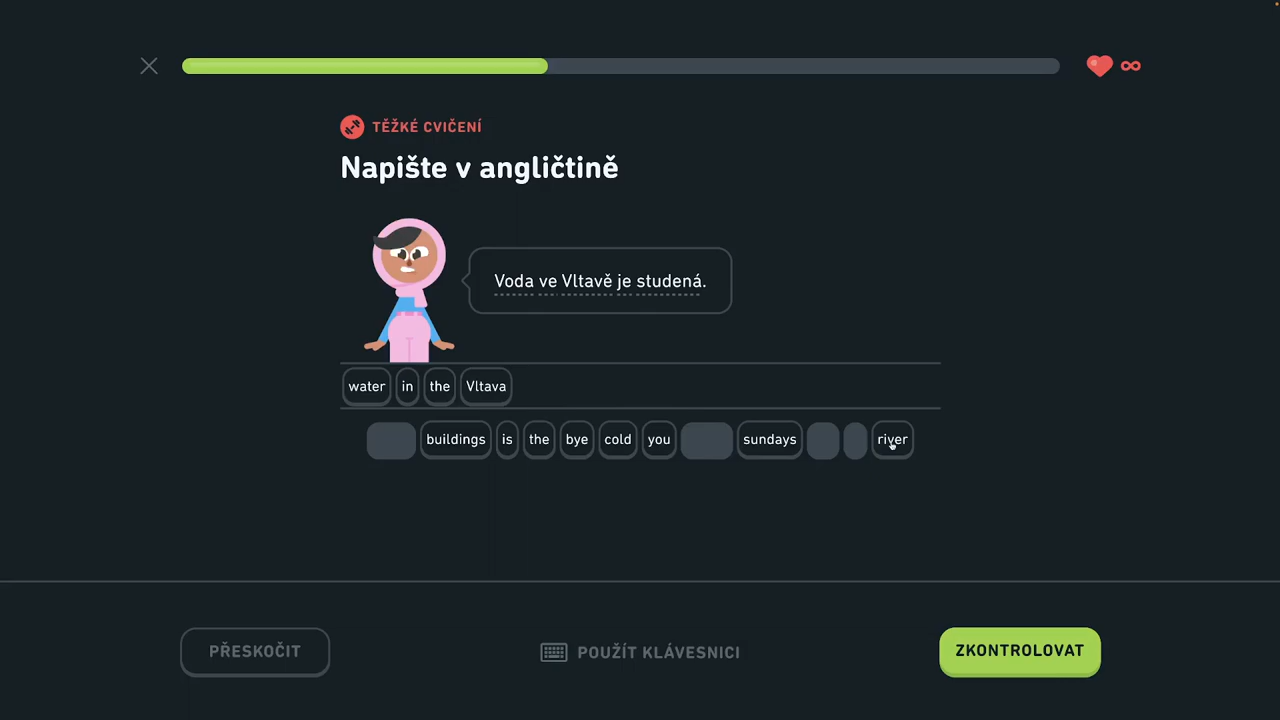 ∞
TĚŽKÉ CVIČENÍ
Napište v angličtině
Voda ve Vltavě je studená.
water in the Vltava
buildings is the bye cold you sundays river
PŘESKOČIT
POUŽÍT KLÁVESNICI
ZKONTROLOVAT